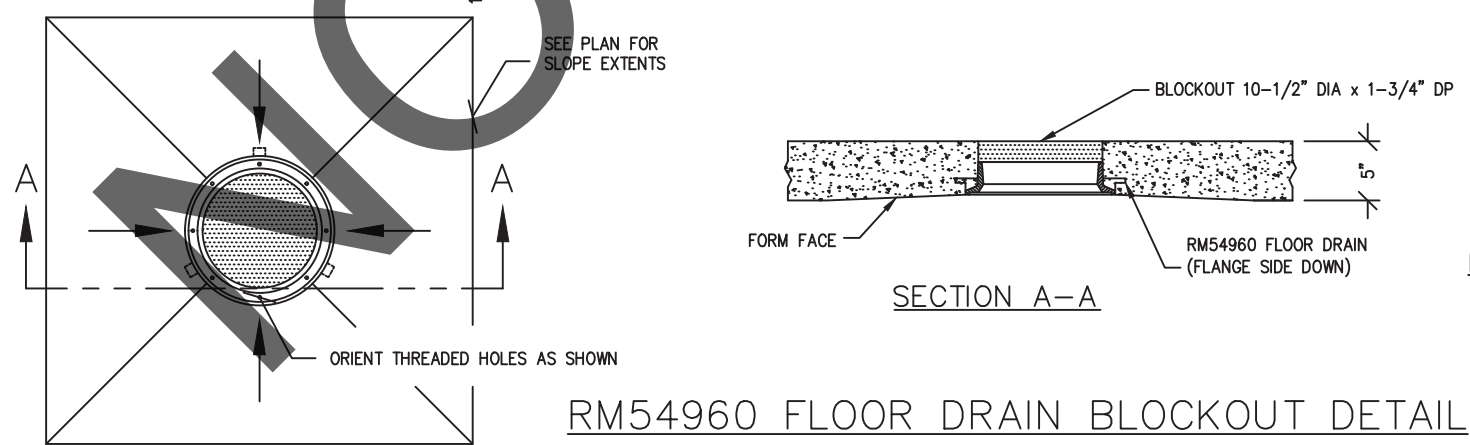 SEE PLAN FOR
SLOPE EXTENTS
A
A
ORIENT THREADED HOLES AS SHOWN
BLOCKOUT 10-1/2" DIA x 1-3/4" DP
5"
FORM FACE
RM54960 FLOOR DRAIN
(FLANGE SIDE DOWN)
SECTION A-A
RM54960 FLOOR DRAIN BLOCKOUT DETAIL